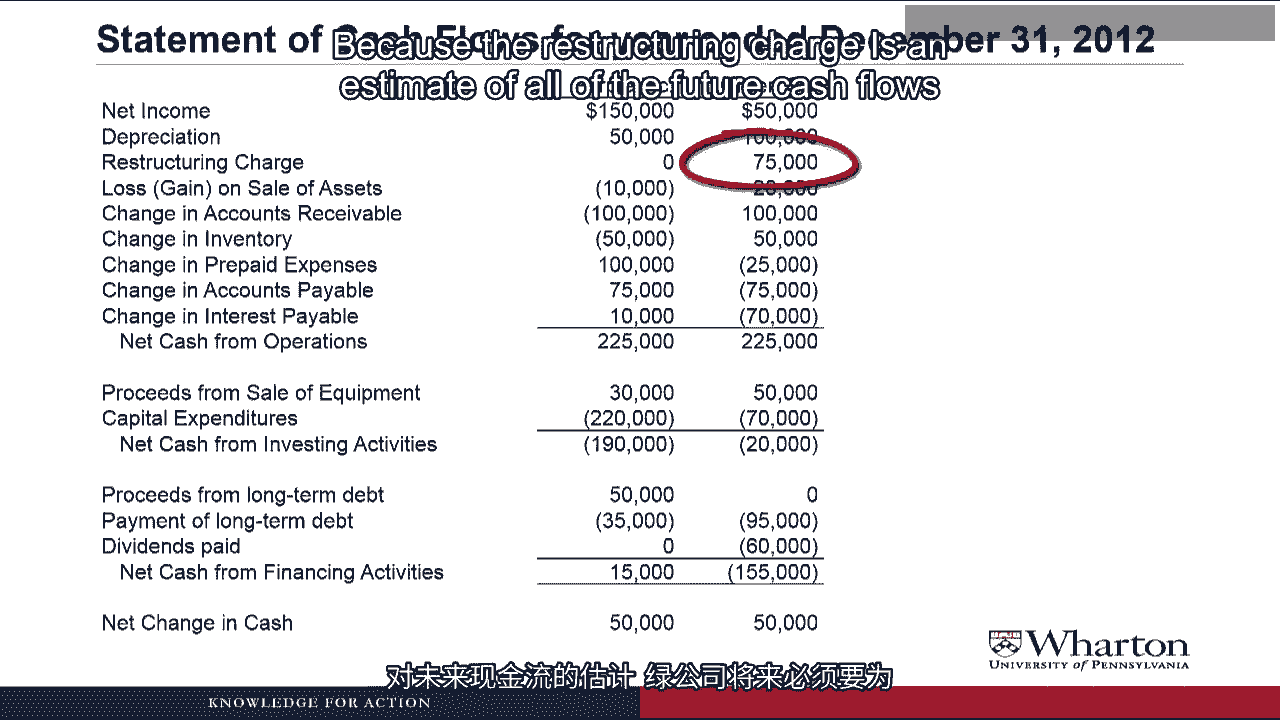 Statement of Cash Flows for year ended December 31, 2012
Because the restructuring charge Is an
estimate of all of the future cash flows
Net Income $150,000 $50,000
Depreciation 50,000 100,000
Restructuring Charge 0 75,000
Loss (Gain) on Sale of Assets (10,000) 20,000
Change in Accounts Receivable (100,000) 100,000
Change in Inventory (50,000) 50,000
Change in Prepaid Expenses 100,000 (25,000)
Change in Accounts Payable 75,000 (75,000)
Change in Interest Payable 10,000 (70,000)
Net Cash from Operations 225,000 225,000
Proceeds from Sale of Equipment 30,000 50,000
Capital Expenditures (220,000) (70,000)
Net Cash from Investing Activities (190,000) (20,000)
Proceeds from long-term debt 50,000 0
Payment of long-term debt (35,000) (95,000)
Dividends paid 0 (60,000)
Net Cash from Financing Activities 15,000 (155,000)
Net Change in Cash 50,000 50,000
Wharton
UNIVERSITY of PENNSYLVANIA
对未来现金流的估计 绿公司将来必须要为
KNOWLEDGE FOR ACTION